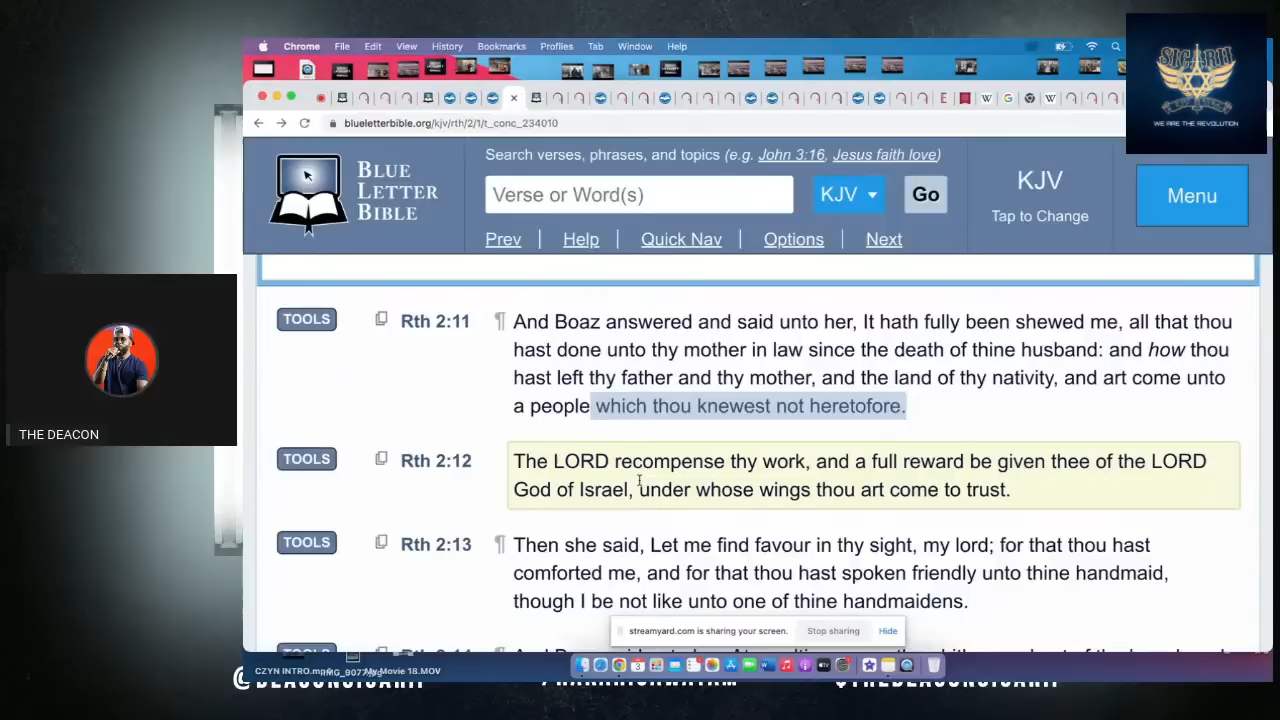 Chrome File Edit View History Bookmarks Profiles Tab Window Help
SICARII
WE ARE THE REVOLUTION
blueletterbible.org/kjv/rth/2/1/t_conc_234010
BLUE
LETTER
BIBLE
Search verses, phrases, and topics (e.g. John 3:16, Jesus faith love)
Verse or Word(s)
KJV
Go
Prev | Help | Quick Nav | Options | Next
KJV
Tap to Change
Menu
TOOLS Rth 2:11 ¶ And Boaz answered and said unto her, It hath fully been shewed me, all that thou
hast done unto thy mother in law since the death of thine husband: and how thou
hast left thy father and thy mother, and the land of thy nativity, and art come unto
a people which thou knewest not heretofore.
TOOLS Rth 2:12 The LORD recompense thy work, and a full reward be given thee of the LORD
God of Israel, under whose wings thou art come to trust.
TOOLS Rth 2:13 ¶ Then she said, Let me find favour in thy sight, my lord; for that thou hast
comforted me, and for that thou hast spoken friendly unto thine handmaid,
though I be not like unto one of thine handmaidens.
streamyard.com is sharing your screen. Stop sharing Hide
THE DEACON
CZYN INTRO.mp4 IMG_9077.jpg My Movie 18.MOV